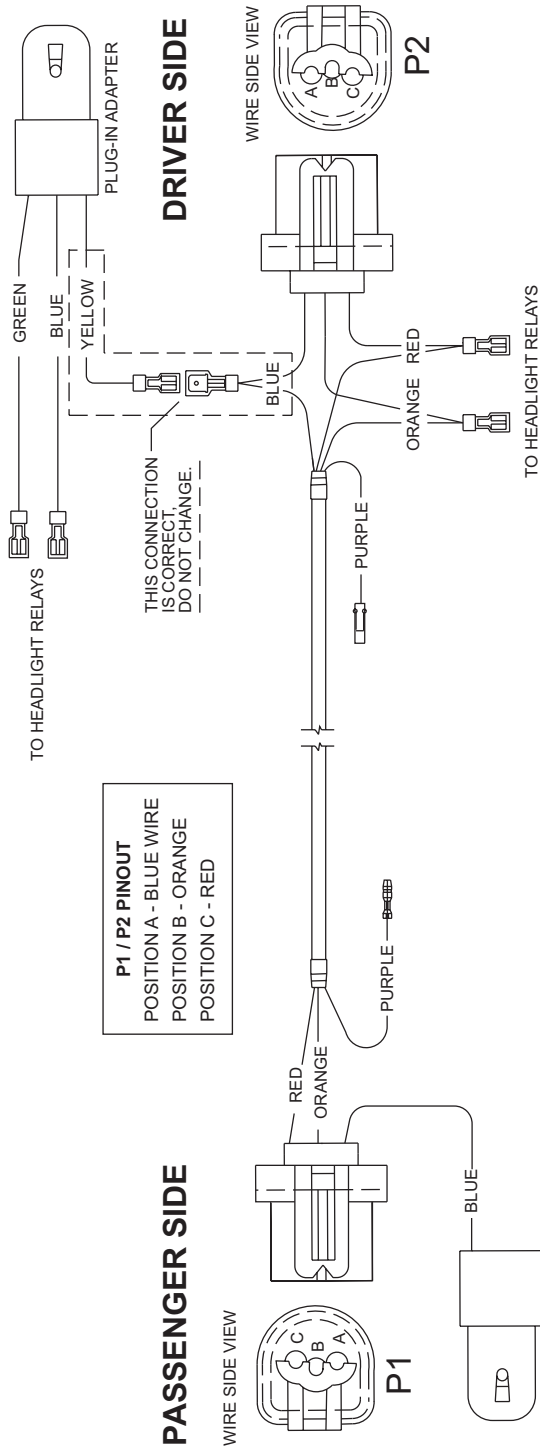 GREEN
BLUE
YELLOW
PLUG-IN ADAPTER
TO HEADLIGHT RELAYS
THIS CONNECTION
IS CORRECT,
DO NOT CHANGE.
BLUE
DRIVER SIDE
WIRE SIDE VIEW
A
B
C
P2
ORANGE
RED
TO HEADLIGHT RELAYS
PURPLE
P1 / P2 PINOUT
POSITION A - BLUE WIRE
POSITION B - ORANGE
POSITION C - RED
PASSENGER SIDE
WIRE SIDE VIEW
C
B
A
P1
RED
ORANGE
PURPLE
BLUE